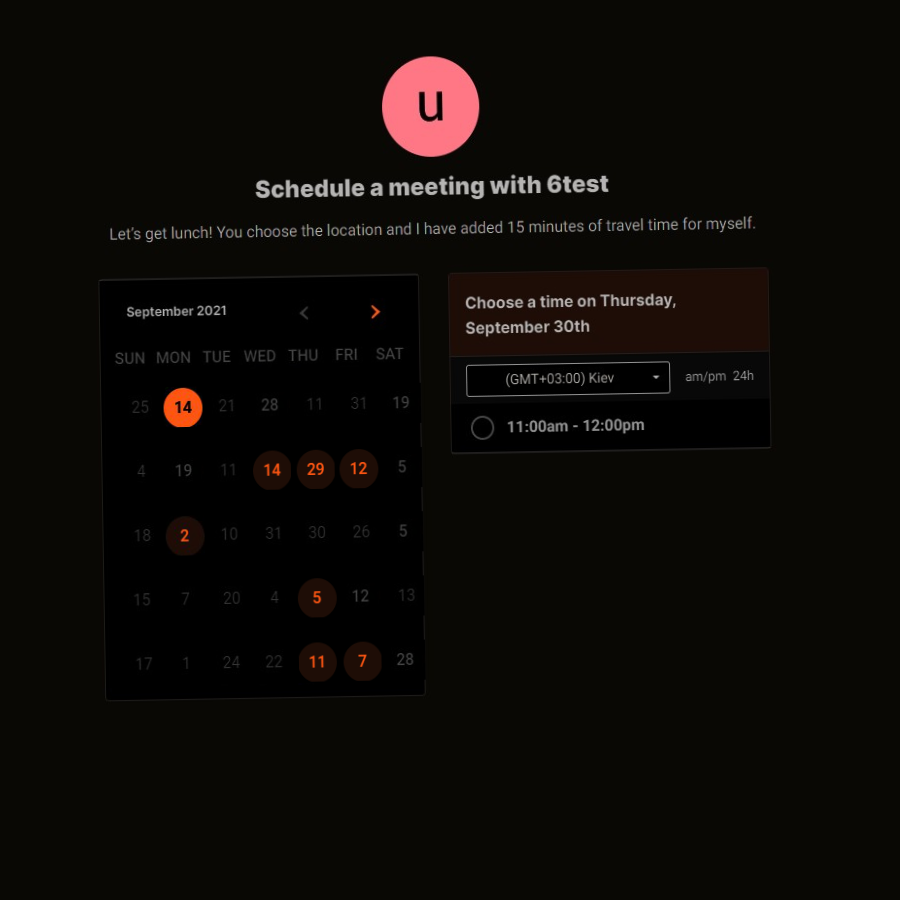 u
Schedule a meeting with 6test
Let's get lunch! You choose the location and I have added 15 minutes of travel time for myself.
September 2021
SUN MON TUE WED THU FRI SAT
25 14 21 28 11 31 19
4 19 11 14 29 12 5
18 2 10 31 30 26 5
15 7 20 4 5 12 13
17 1 24 22 11 7 28
Choose a time on Thursday,
September 30th
(GMT+03:00) Kiev am/pm 24h
11:00am - 12:00pm